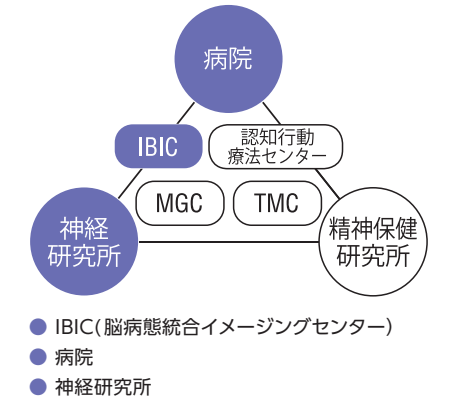 病院
IBIC
認知行動
療法センター
MGC
TMC
神経
研究所
精神保健
研究所
IBIC(脳病態統合イメージングセンター)
病院
神経研究所